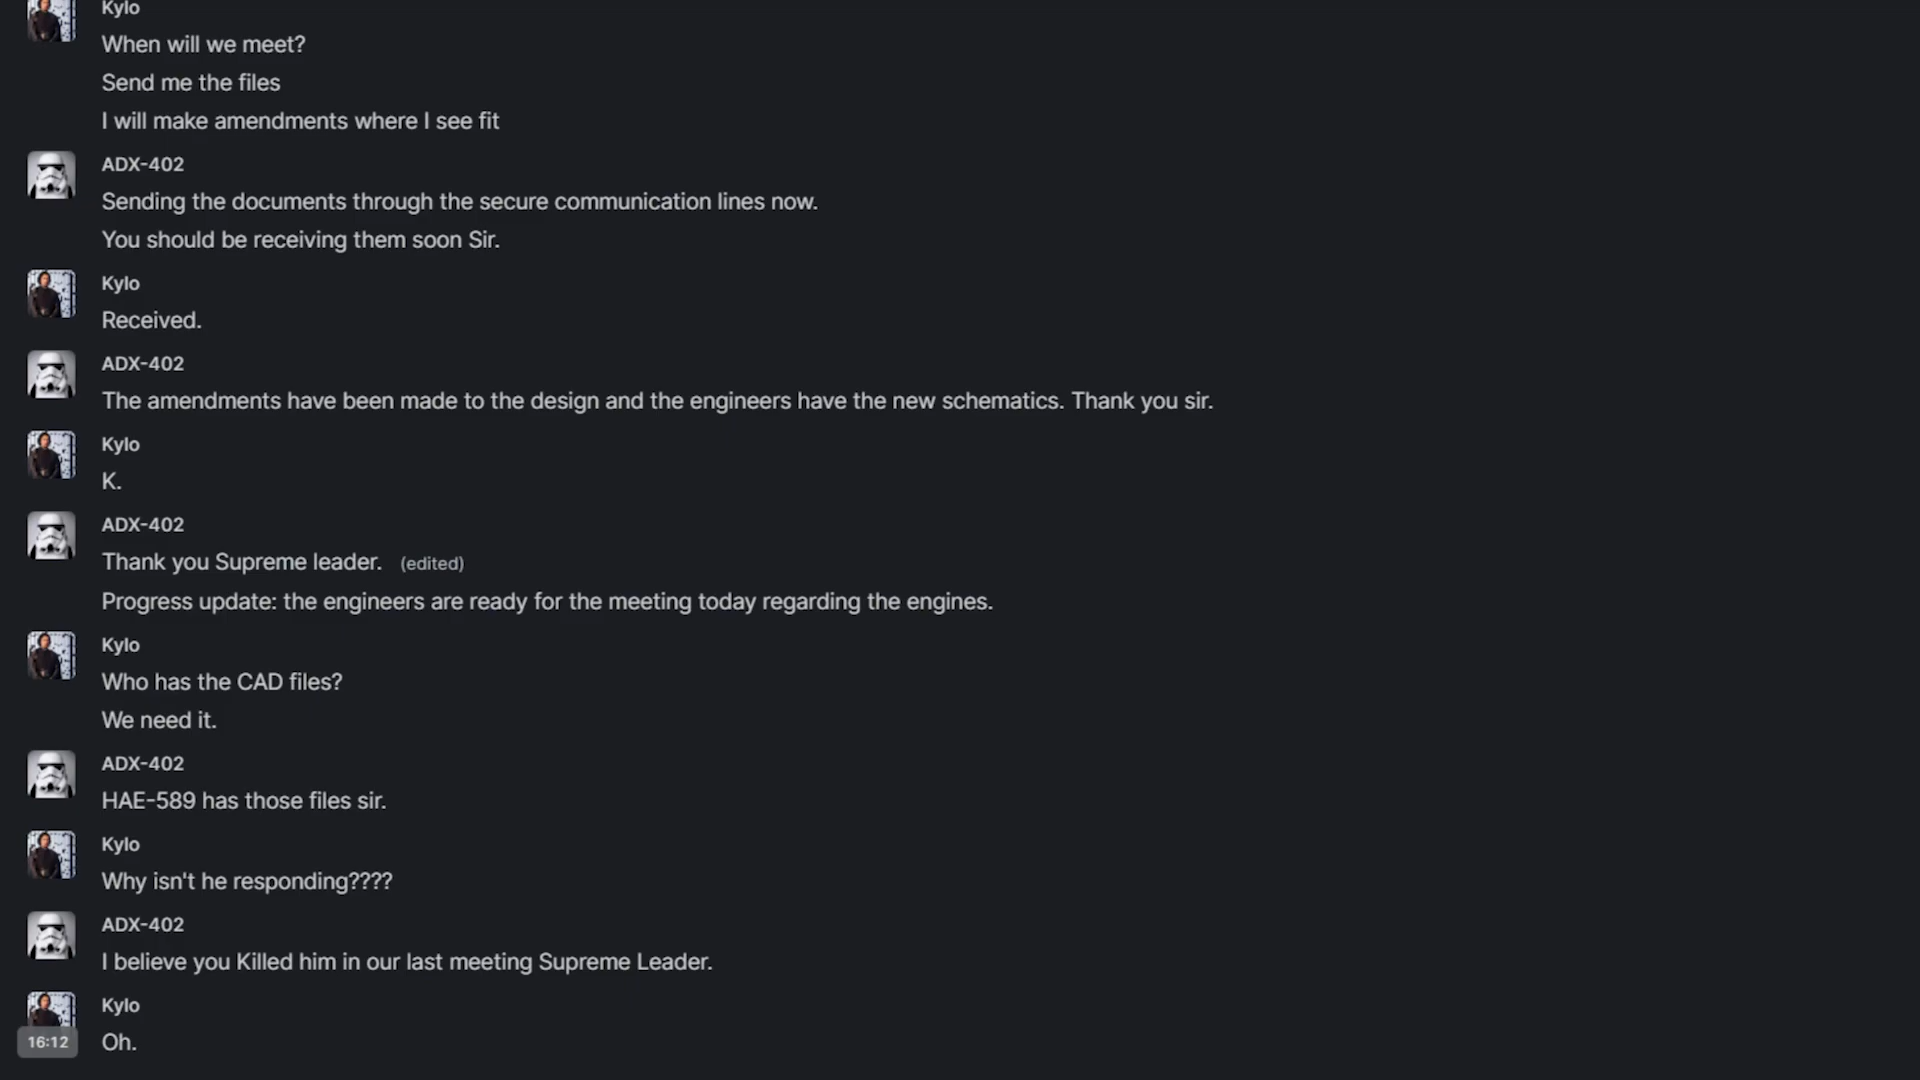 Kylo
When will we meet?
Send me the files
I will make amendments where I see fit
ADX-402
Sending the documents through the secure communication lines now.
You should be receiving them soon Sir.
Kylo
Received.
ADX-402
The amendments have been made to the design and the engineers have the new schematics. Thank you sir.
Kylo
K.
ADX-402
Thank you Supreme leader. (edited)
Progress update: the engineers are ready for the meeting today regarding the engines.
Kylo
Who has the CAD files?
We need it.
ADX-402
HAE-589 has those files sir.
Kylo
Why isn't he responding????
ADX-402
I believe you Killed him in our last meeting Supreme Leader.
Kylo
16:12 Oh.